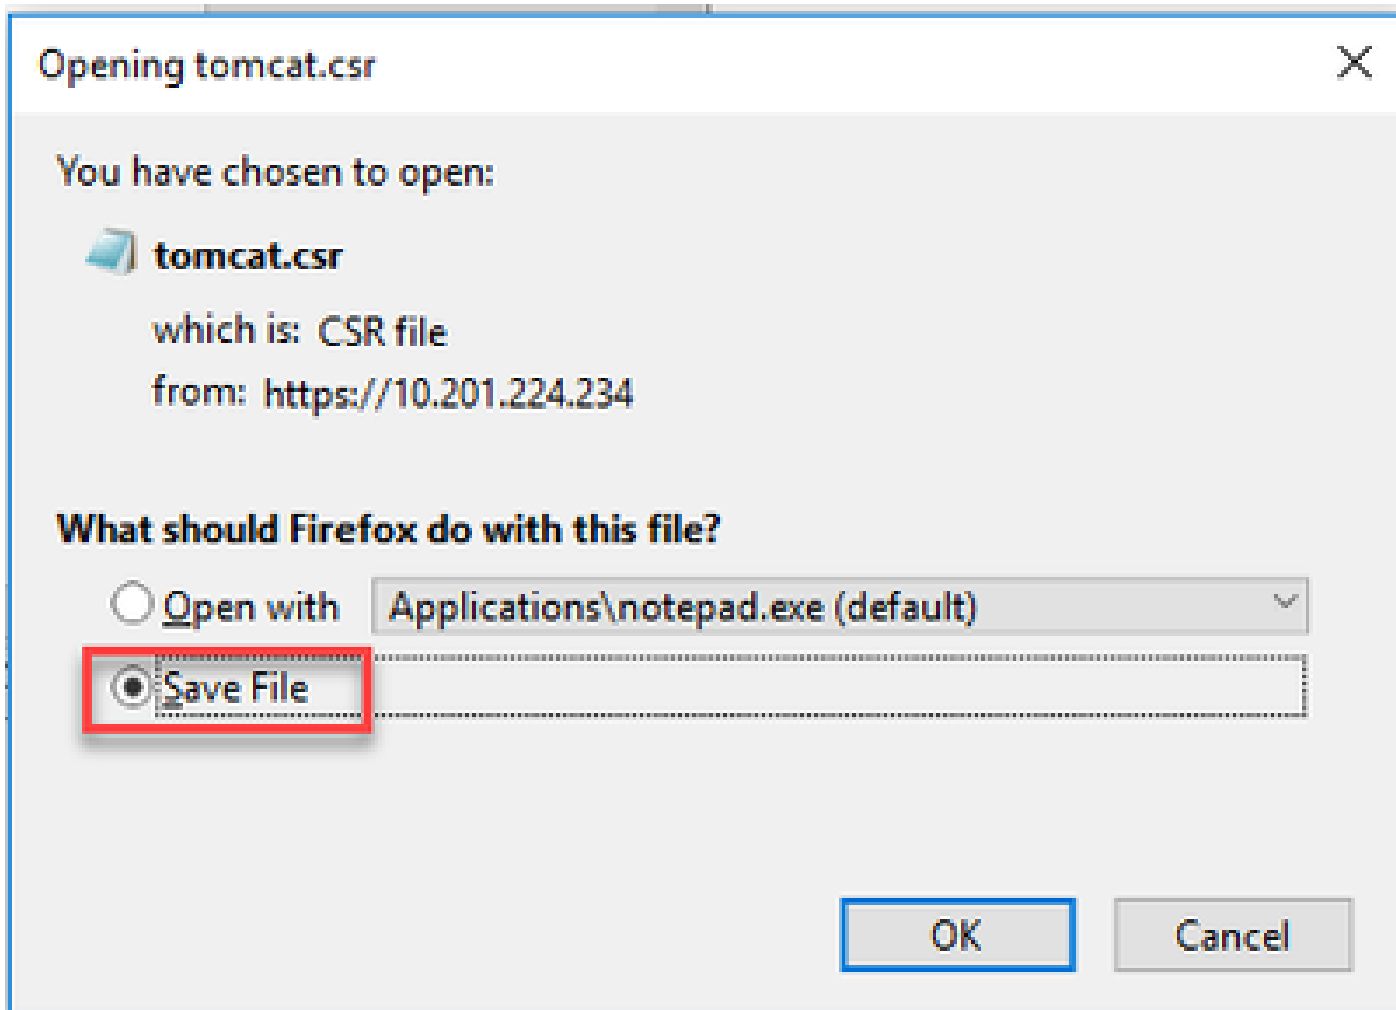 Opening tomcat.csr
You have chosen to open:
tomcat.csr
which is: CSR file
from: https://10.201.224.234
What should Firefox do with this file?
Open with Applications\notepad.exe (default)
Save File
OK Cancel